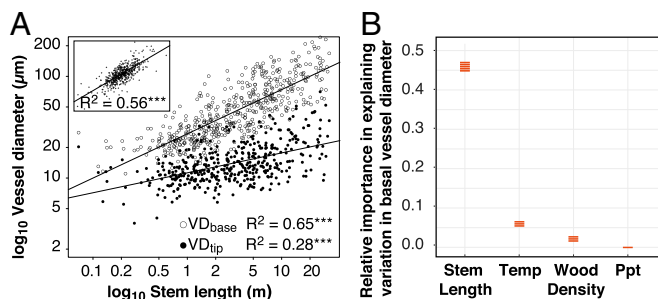 A
log10 Vessel diameter (µm)
200
100
50
20
10
5
2
R2 = 0.56***
VDbase R2 = 0.65***
VDtip R2 = 0.28***
0.1 0.2 0.5 1 2 5 10 20
log10 Stem length (m)
B
Relative importance in explaining
variation in basal vessel diameter
0.5
0.4
0.3
0.2
0.1
0.0
Stem Length
Temp
Wood Density
Ppt